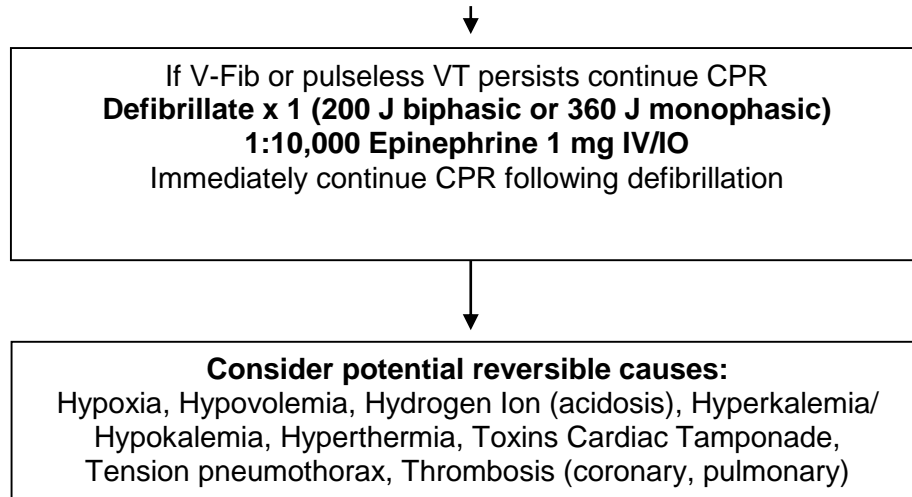 If V-Fib or pulseless VT persists continue CPR
Defibrillate x 1 (200 J biphasic or 360 J monophasic)
1:10,000 Epinephrine 1 mg IV/IO
Immediately continue CPR following defibrillation
Consider potential reversible causes:
Hypoxia, Hypovolemia, Hydrogen Ion (acidosis), Hyperkalemia/
Hypokalemia, Hyperthermia, Toxins Cardiac Tamponade,
Tension pneumothorax, Thrombosis (coronary, pulmonary)